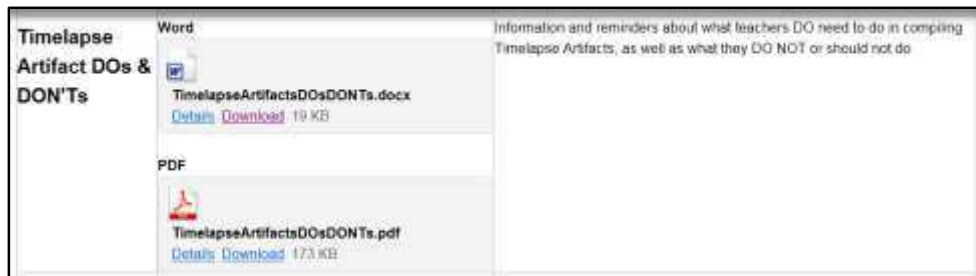 Timelapse
Artifact DOs &
DON'Ts
Word
TimelapseArtifactsDOsDONTs.docx
Details Download 19 KB
PDF
TimelapseArtifactsDOsDONTs.pdf
Details Download 173 KB
Information and reminders about what teachers DO need to do in compiling
Timelapse Artifacts, as well as what they DO NOT or should not do